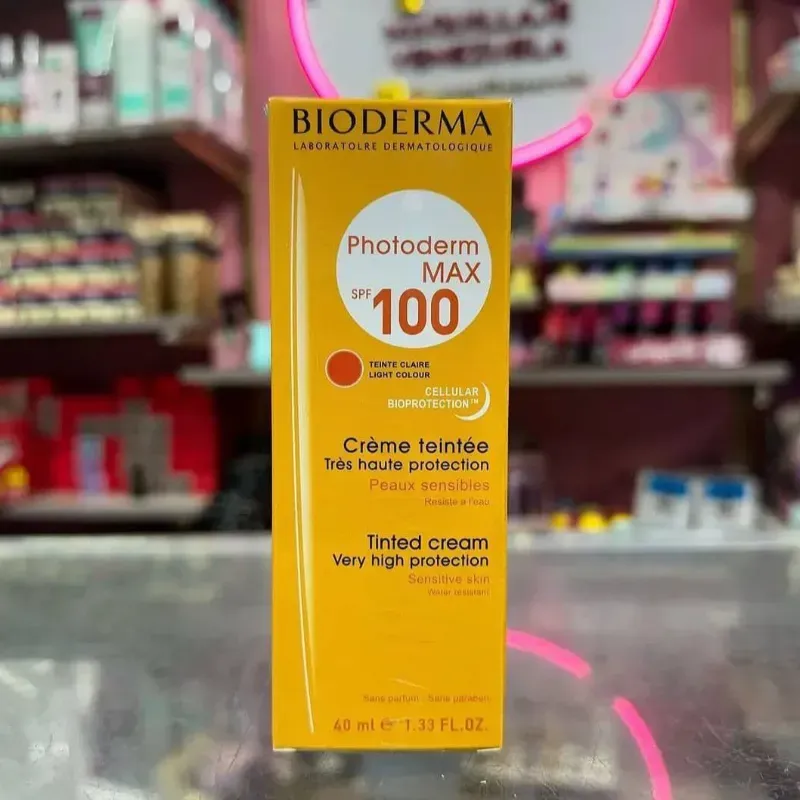 VENEZUELA
BIODERMA
LABORATOLRE DERMATOLOGIQUE
Photoderm
MAX
SPF 100
TEINTE CLAIRE
LIGHT COLOUR
CELLULAR
BIOPROTECTION™
Crème teintée
Très haute protection
Peaux sensibles
Resiste a l'eau
Tinted cream
Very high protection
Sensitive skin
Water resistant
Sans parfum - Sans paraben
40 ml e 1.33 FL.OZ.